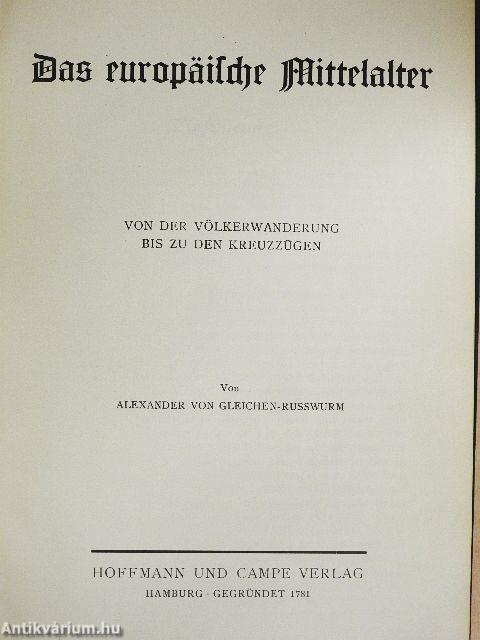 Das europäische Mittelalter
VON DER VÖLKERWANDERUNG
BIS ZU DEN KREUZZÜGEN
Von
ALEXANDER VON GLEICHEN-RUSSWURM
HOFFMANN UND CAMPE VERLAG
HAMBURG · GEGRÜNDET 1781
Antikvárium.hu